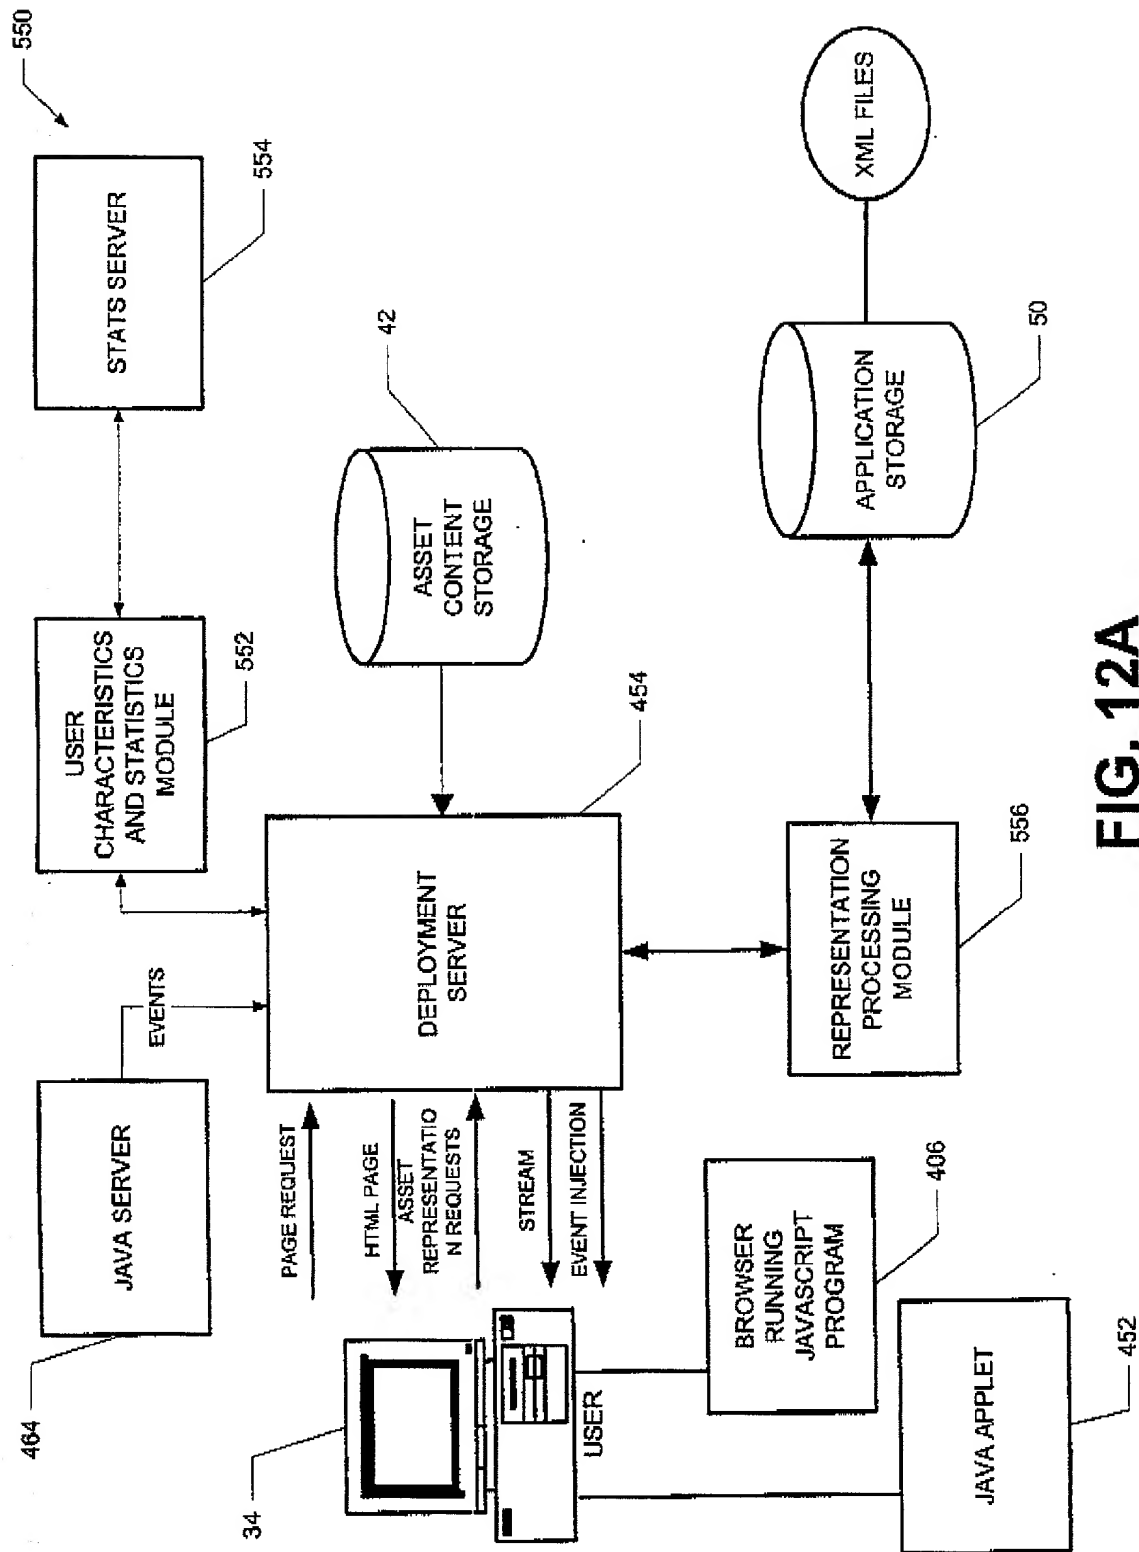 550
JAVA SERVER
464
EVENTS
USER
CHARACTERISTICS
AND STATISTICS
MODULE
552
STATS SERVER
554
PAGE REQUEST
HTML PAGE
ASSET
REPRESENTATIO
N REQUESTS
STREAM
EVENT INJECTION
34
USER
DEPLOYMENT
SERVER
454
ASSET
CONTENT
STORAGE
42
BROWSER
RUNNING
JAVASCRIPT
PROGRAM
406
JAVA APPLET
452
REPRESENTATION
PROCESSING
MODULE
556
APPLICATION
STORAGE
50
XML FILES
FIG. 12A